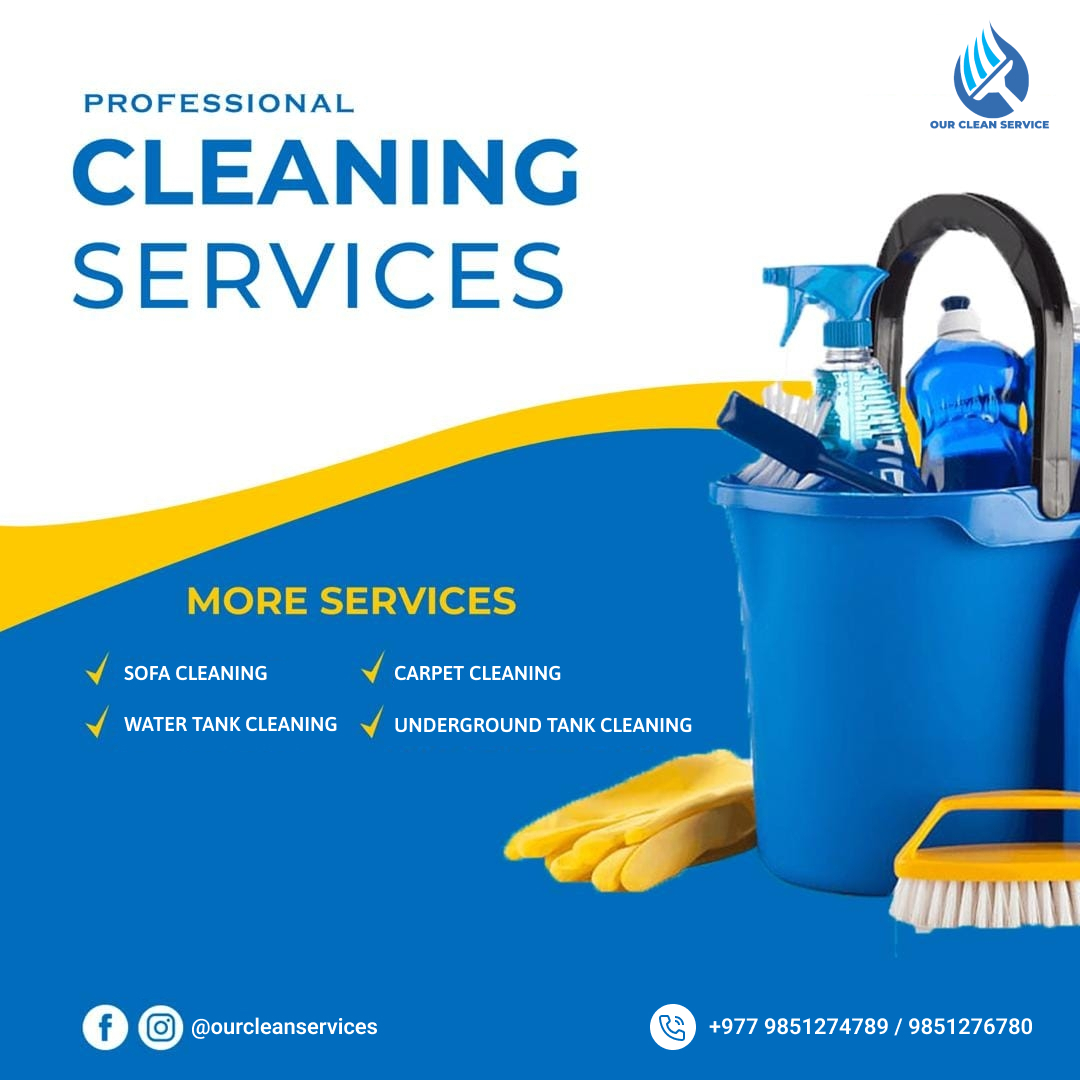 OUR CLEAN SERVICE
PROFESSIONAL
CLEANING
SERVICES
MORE SERVICES
SOFA CLEANING
CARPET CLEANING
WATER TANK CLEANING
UNDERGROUND TANK CLEANING
@ourcleanservices
+977 9851274789 / 9851276780